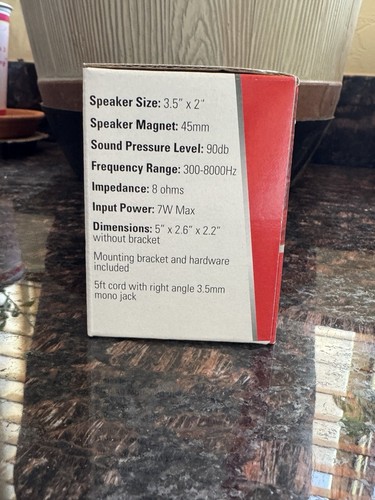 Speaker Size: 3.5" x 2"
Speaker Magnet: 45mm
Sound Pressure Level: 90db
Frequency Range: 300-8000Hz
Impedance: 8 ohms
Input Power: 7W Max
Dimensions: 5" x 2.6" x 2.2"
without bracket
Mounting bracket and hardware
included
5ft cord with right angle 3.5mm
mono jack